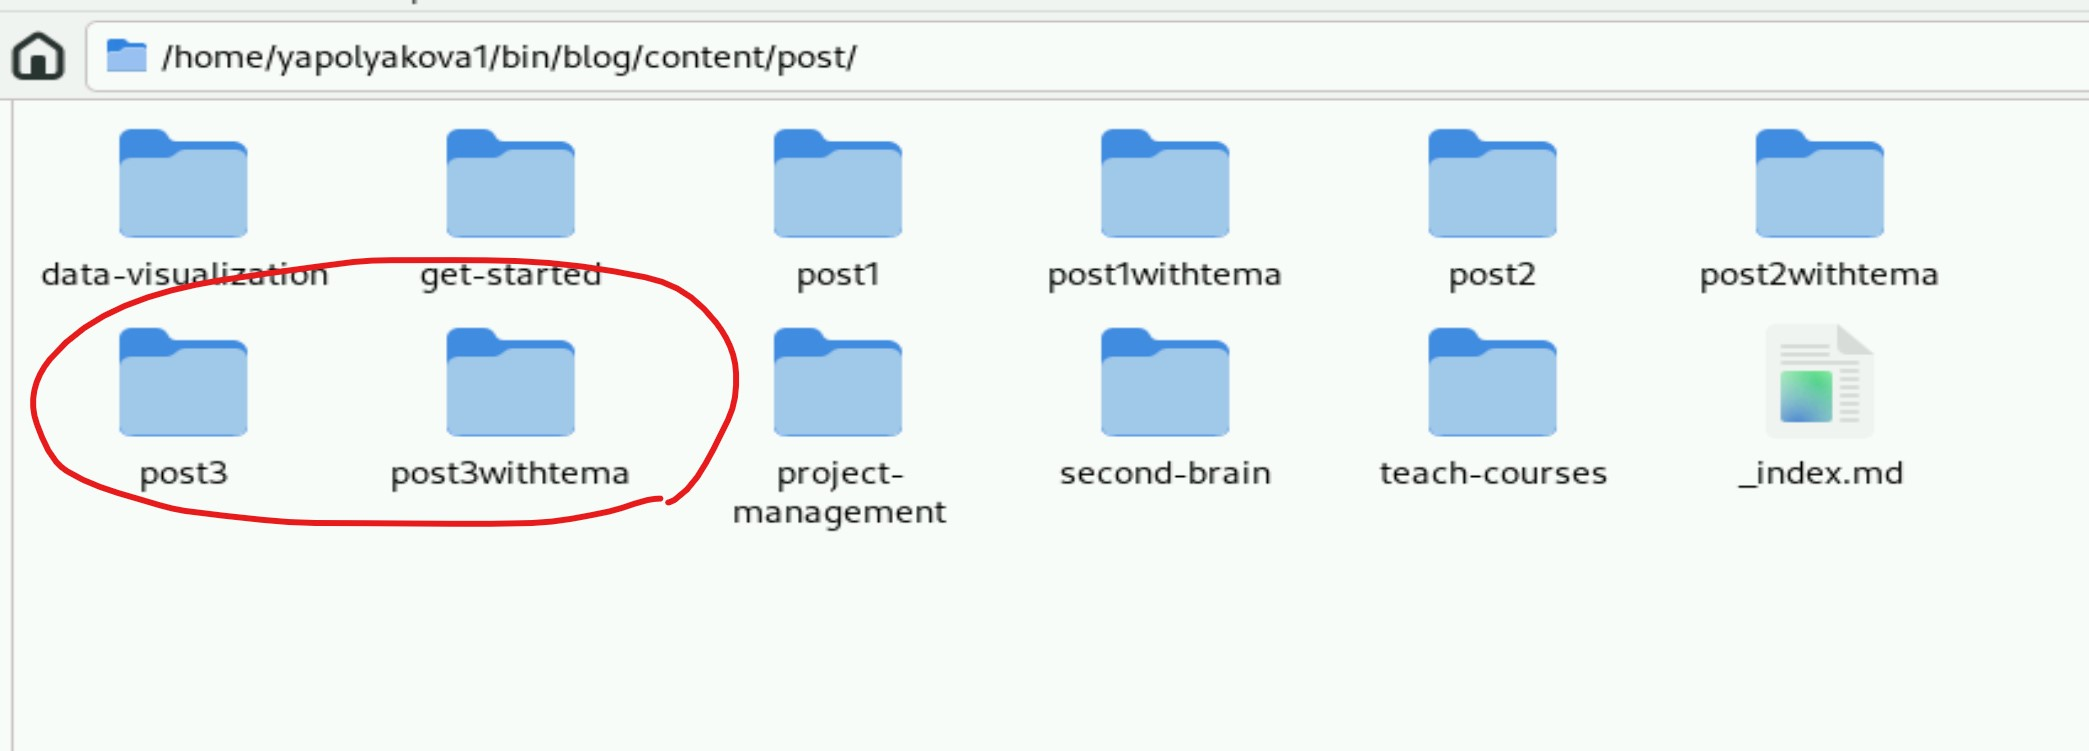 /home/yapolyakova1/bin/blog/content/post/
data-visualization get-started post1 post1withtema post2 post2withtema
post3 post3withtema project-management second-brain teach-courses _index.md